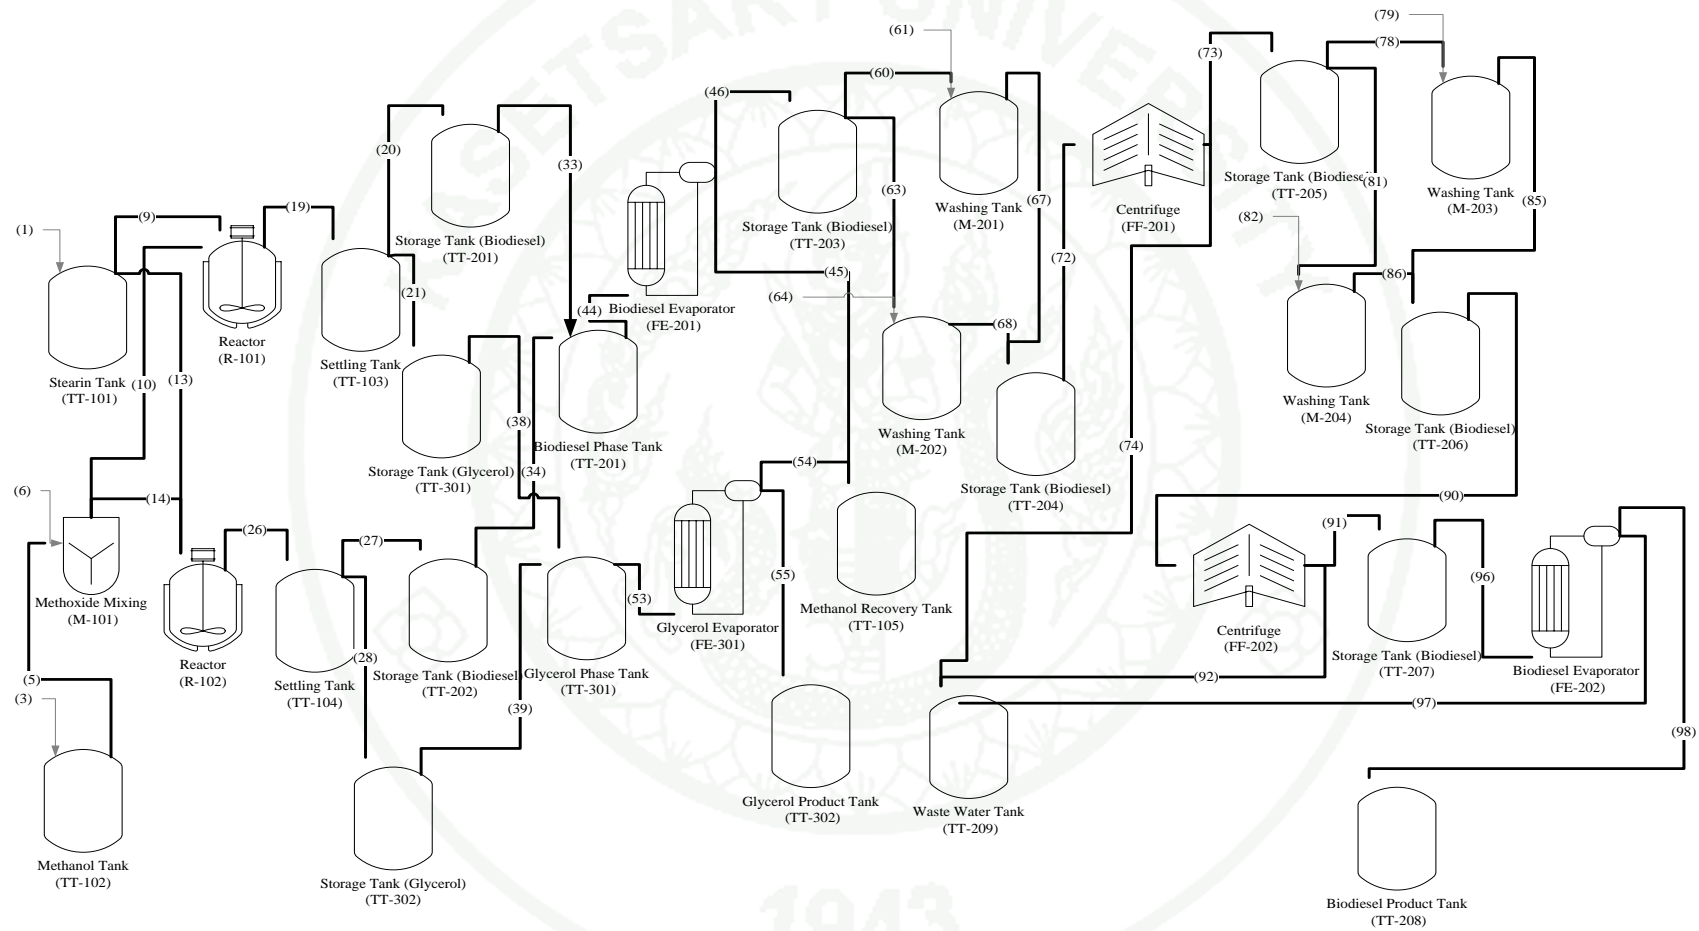 KASETSART UNIVERSITY
1943
(79)
(61)
(78)
(73)
(60)
(46)
(20)
(33)
(63)
(67)
(81)
(85)
Storage Tank (Biodiesel)
(TT-201)
Storage Tank (Biodiesel)
(TT-203)
Washing Tank
(M-201)
Centrifuge
(FF-201)
Storage Tank (Biodiesel)
(TT-205)
Washing Tank
(M-203)
(1)
(9)
(19)
(82)
(72)
(45)
(86)
(64)
(21)
(44)
Biodiesel Evaporator
(FE-201)
(68)
Reactor
(R-101)
Settling Tank
(TT-103)
Stearin Tank
(TT-101)
(10)
(13)
Washing Tank
(M-204)
Storage Tank (Biodiesel)
(TT-206)
Washing Tank
(M-202)
(38)
Biodiesel Phase Tank
(TT-201)
(74)
Storage Tank (Glycerol)
(TT-301)
(34)
(54)
Storage Tank (Biodiesel)
(TT-204)
(6)
(14)
(90)
(26)
(27)
(91)
(55)
(96)
(53)
Methoxide Mixing
(M-101)
Methanol Recovery Tank
(TT-105)
Glycerol Evaporator
(FE-301)
Centrifuge
(FF-202)
Storage Tank (Biodiesel)
(TT-207)
Biodiesel Evaporator
(FE-202)
Reactor
(R-102)
(28)
Settling Tank
(TT-104)
Storage Tank (Biodiesel)
(TT-202)
Glycerol Phase Tank
(TT-301)
(5)
(3)
(39)
(92)
(97)
(98)
Glycerol Product Tank
(TT-302)
Waste Water Tank
(TT-209)
Methanol Tank
(TT-102)
Storage Tank (Glycerol)
(TT-302)
Biodiesel Product Tank
(TT-208)